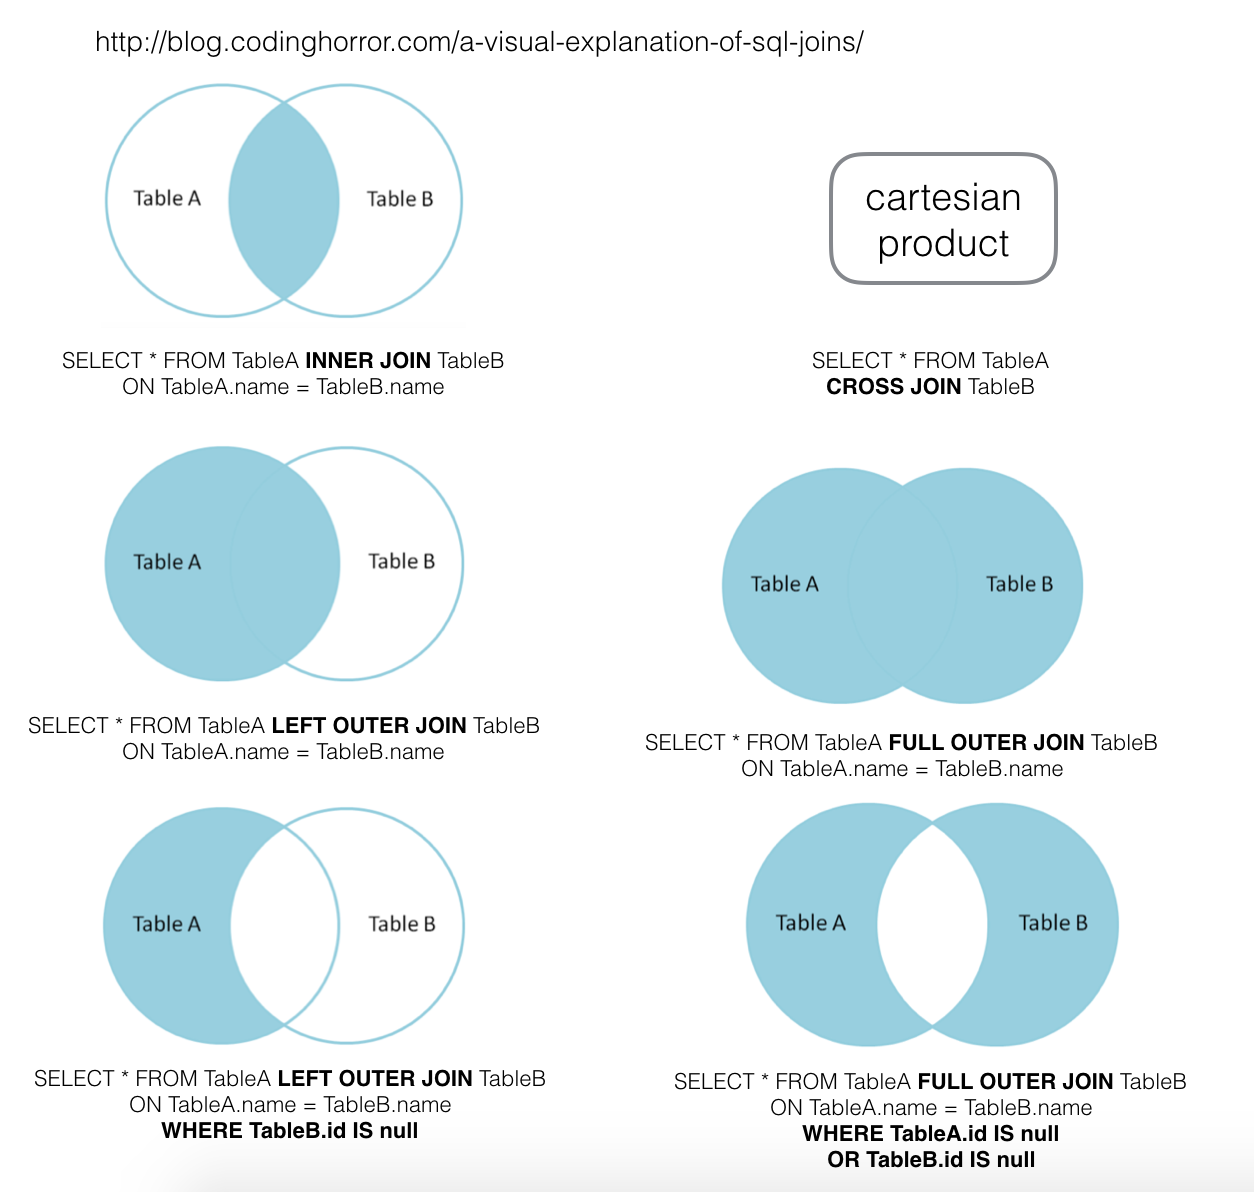 http://blog.codinghorror.com/a-visual-explanation-of-sql-joins/
Table A
Table B
SELECT * FROM TableA INNER JOIN TableB
ON TableA.name = TableB.name
cartesian
product
SELECT * FROM TableA
CROSS JOIN TableB
Table A
Table B
SELECT * FROM TableA LEFT OUTER JOIN TableB
ON TableA.name = TableB.name
Table A
Table B
SELECT * FROM TableA FULL OUTER JOIN TableB
ON TableA.name = TableB.name
Table A
Table B
SELECT * FROM TableA LEFT OUTER JOIN TableB
ON TableA.name = TableB.name
WHERE TableB.id IS null
Table A
Table B
SELECT * FROM TableA FULL OUTER JOIN TableB
ON TableA.name = TableB.name
WHERE TableA.id IS null
OR TableB.id IS null